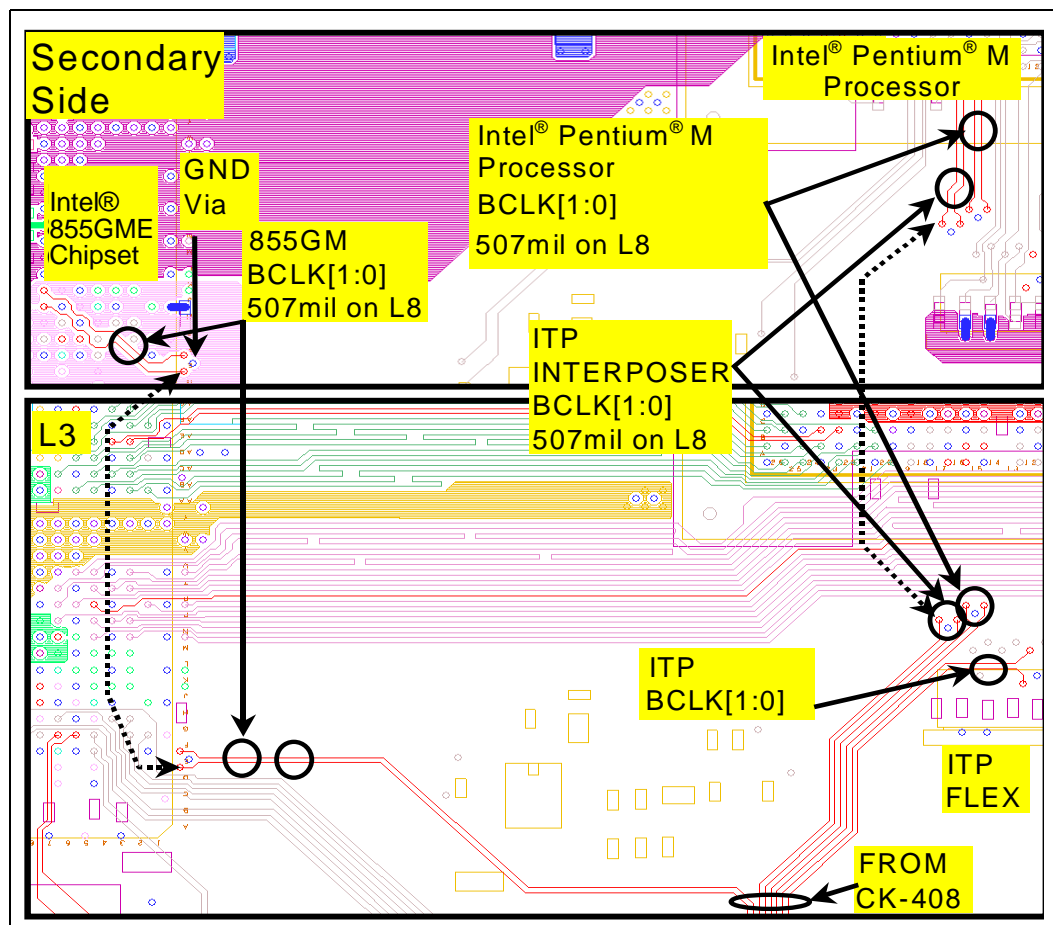 Secondary
Side
Intel® Pentium® M
Processor
Intel® Pentium® M
Processor
BCLK[1:0]
507mil on L8
GND
Via
Intel®
855GME
Chipset
855GM
BCLK[1:0]
507mil on L8
ITP
INTERPOSER
BCLK[1:0]
507mil on L8
L3
ITP
BCLK[1:0]
ITP
FLEX
FROM
CK-408